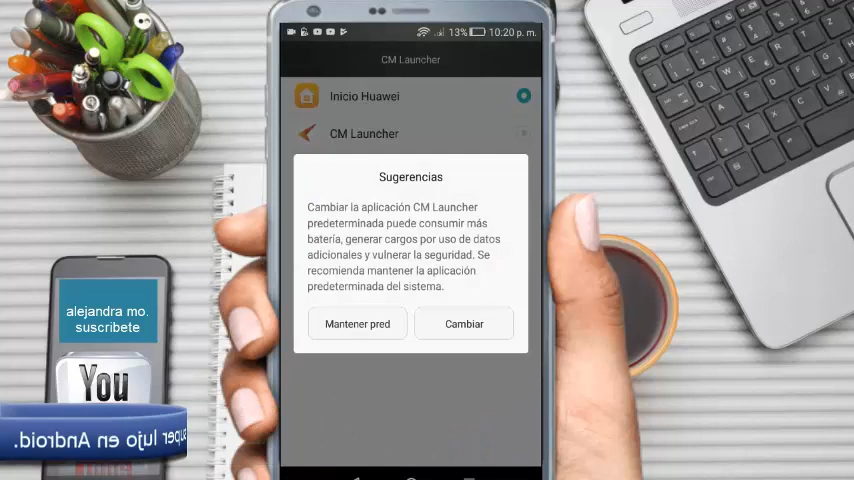 13% 10:20 p. m.
CM Launcher
Inicio Huawei
CM Launcher
Sugerencias
Cambiar la aplicación CM Launcher
predeterminada puede consumir más
batería, generar cargos por uso de datos
adicionales y vulnerar la seguridad. Se
recomienda mantener la aplicación
predeterminada del sistema.
Mantener pred
Cambiar
alejandra mo.
suscribete
You
super lujo en Android.